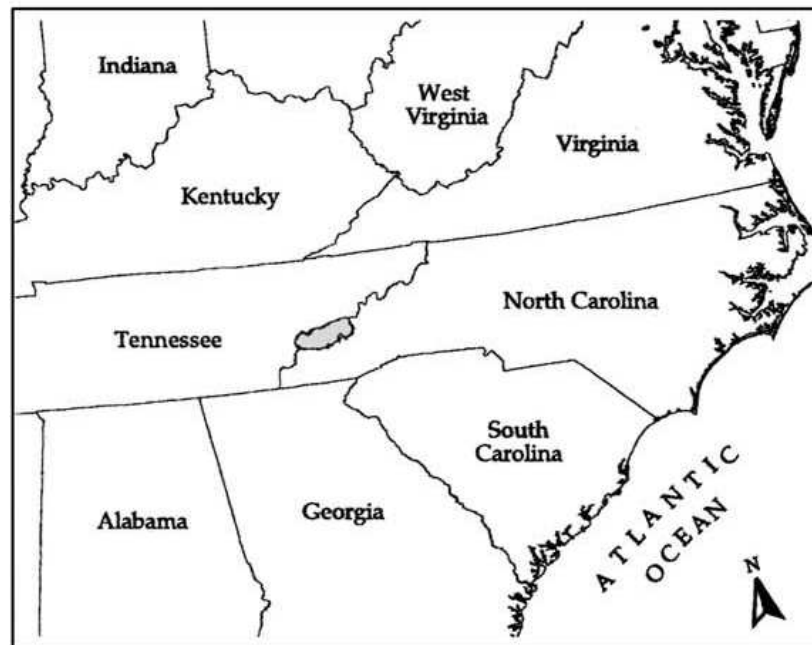 Indiana
West
Virginia
Virginia
Kentucky
North Carolina
Tennessee
South
Carolina
Alabama
Georgia
ATLANTIC
OCEAN
N